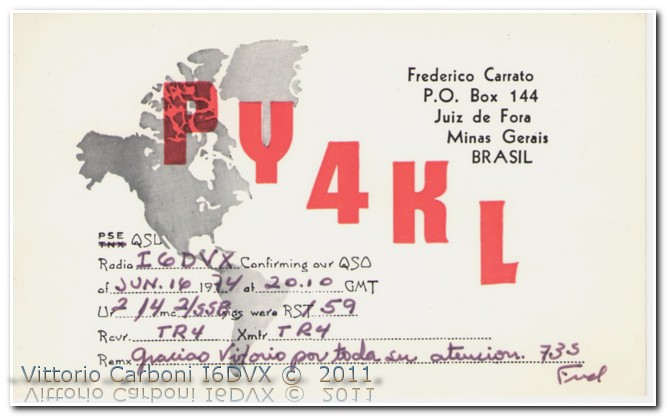 PY4KL
Frederico Carrato
P.O. Box 144
Juiz de Fora
Minas Gerais
BRASIL
PSE
TNX QSL
Radio I6DVX Confirming our QSO
of JUN. 16 1974 at 20.10 GMT
2/14 mc 2/SSB were RST 59
Rcvr. TR4 Xmtr TR4
Remx gracias Vitorio por toda su atencion. 73S
Fred
Vittorio Carboni I6DVX © 2011